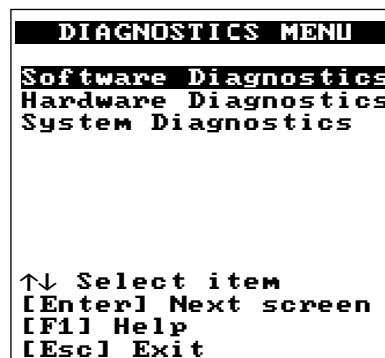 DIAGNOSTICS MENU
Software Diagnostics
Hardware Diagnostics
System Diagnostics
↑↓ Select item
[Enter] Next screen
[F1] Help
[Esc] Exit